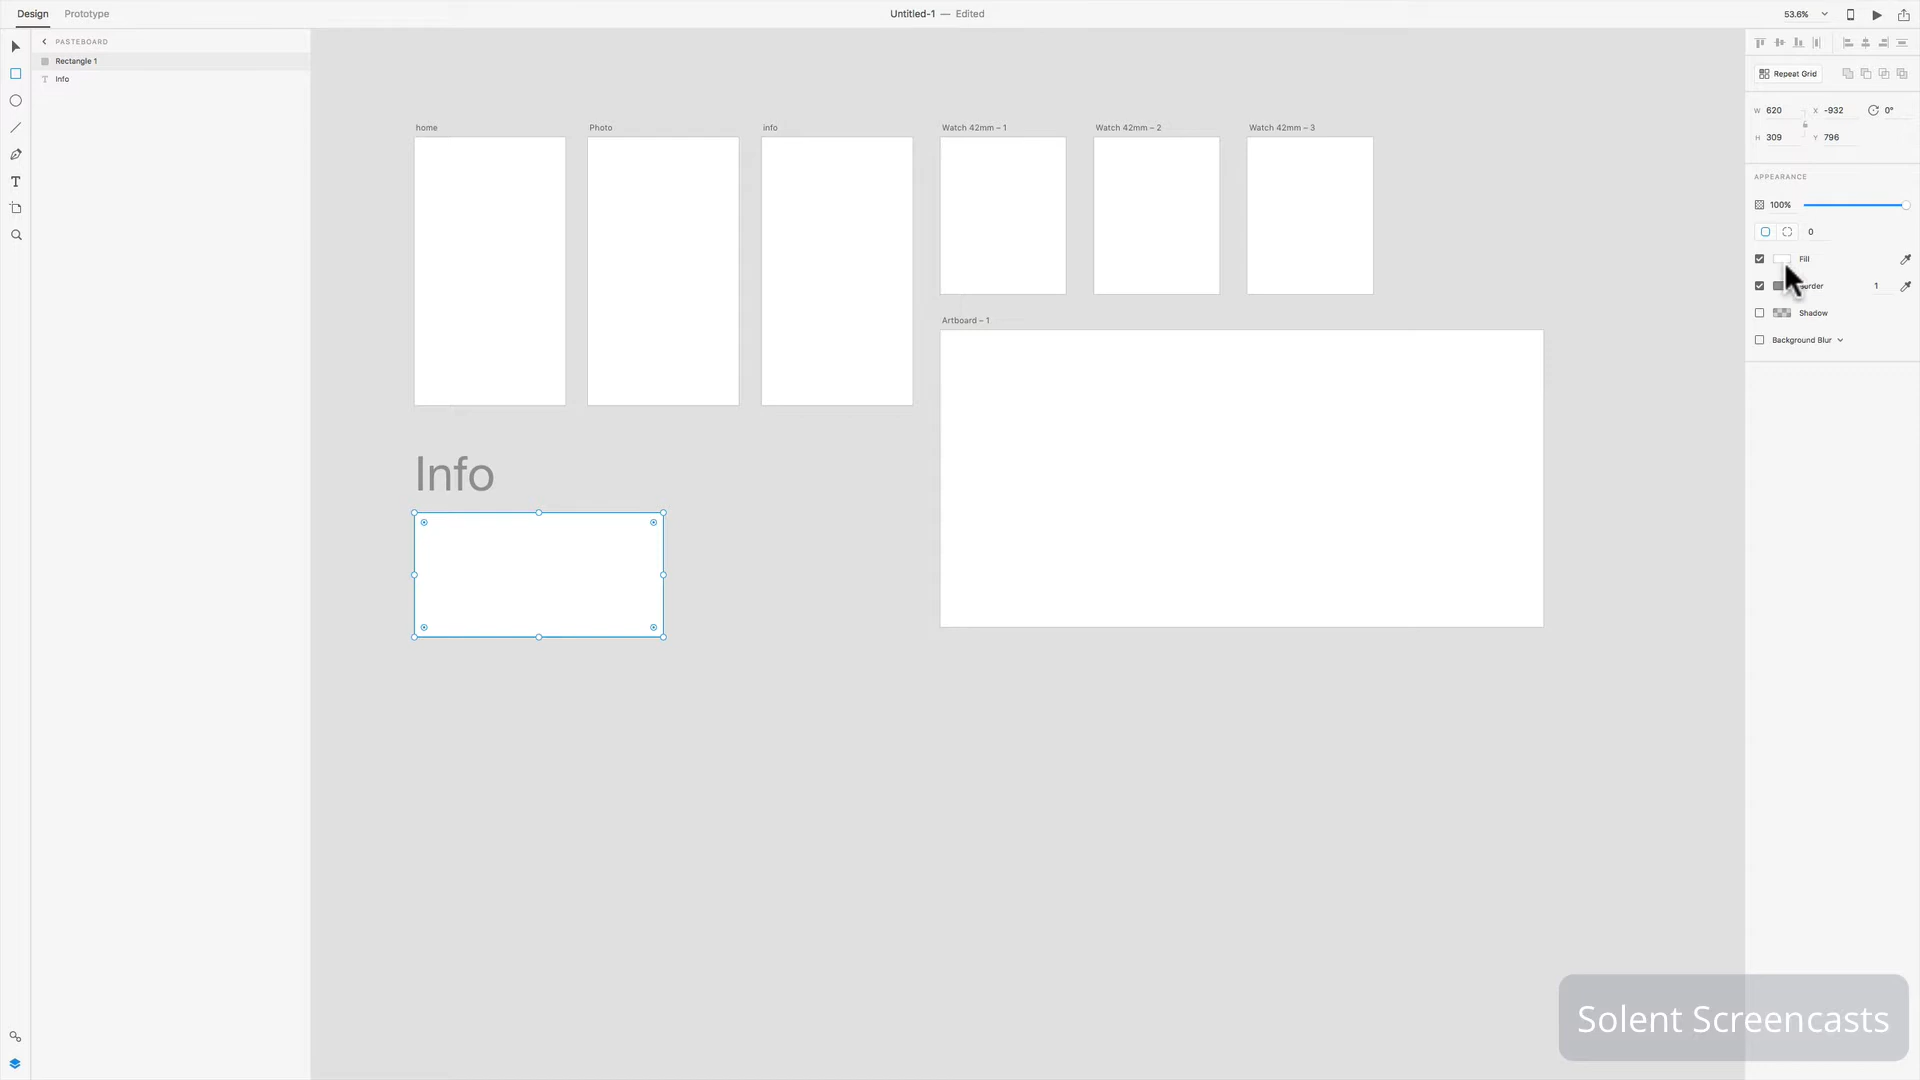 Design Prototype Untitled-1 — Edited 53.6%
PASTEBOARD
Rectangle 1
Info
Repeat Grid
W 620 X -932 0°
H 309 Y 796
APPEARANCE
100%
0
Fill
Border 1
Shadow
Background Blur
home Photo info Watch 42mm – 1 Watch 42mm – 2 Watch 42mm – 3
Artboard – 1
Info
Solent Screencasts